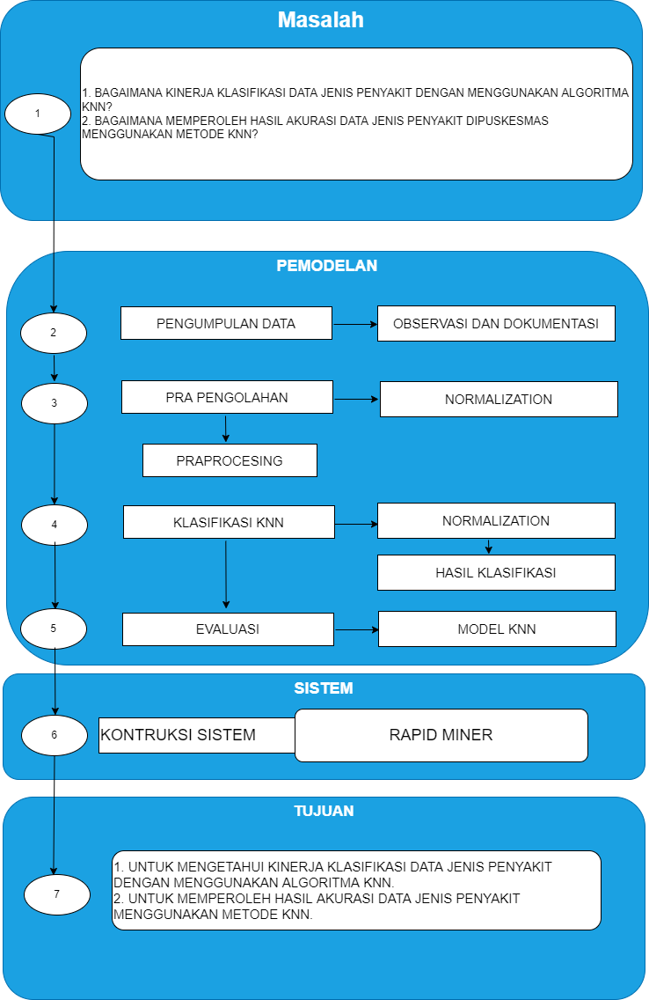 Masalah
1
1. BAGAIMANA KINERJA KLASIFIKASI DATA JENIS PENYAKIT DENGAN MENGGUNAKAN ALGORITMA
KNN?
2. BAGAIMANA MEMPEROLEH HASIL AKURASI DATA JENIS PENYAKIT DIPUSKESMAS
MENGGUNAKAN METODE KNN?
PEMODELAN
2
PENGUMPULAN DATA
OBSERVASI DAN DOKUMENTASI
3
PRA PENGOLAHAN
NORMALIZATION
PRAPROCESING
4
KLASIFIKASI KNN
NORMALIZATION
HASIL KLASIFIKASI
5
EVALUASI
MODEL KNN
SISTEM
6
KONTRUKSI SISTEM
RAPID MINER
TUJUAN
7
1. UNTUK MENGETAHUI KINERJA KLASIFIKASI DATA JENIS PENYAKIT
DENGAN MENGGUNAKAN ALGORITMA KNN.
2. UNTUK MEMPEROLEH HASIL AKURASI DATA JENIS PENYAKIT
MENGGUNAKAN METODE KNN.